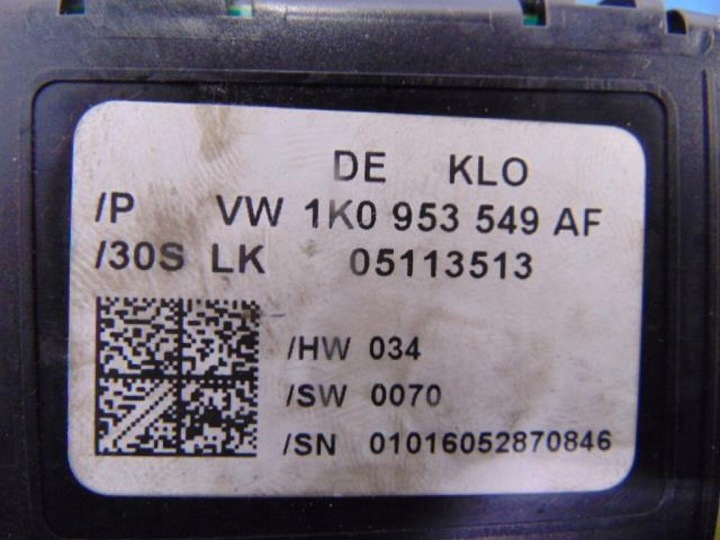 DE KLO
/P VW 1K0 953 549 AF
/30S LK 05113513
/HW 034
/SW 0070
/SN 01016052870846